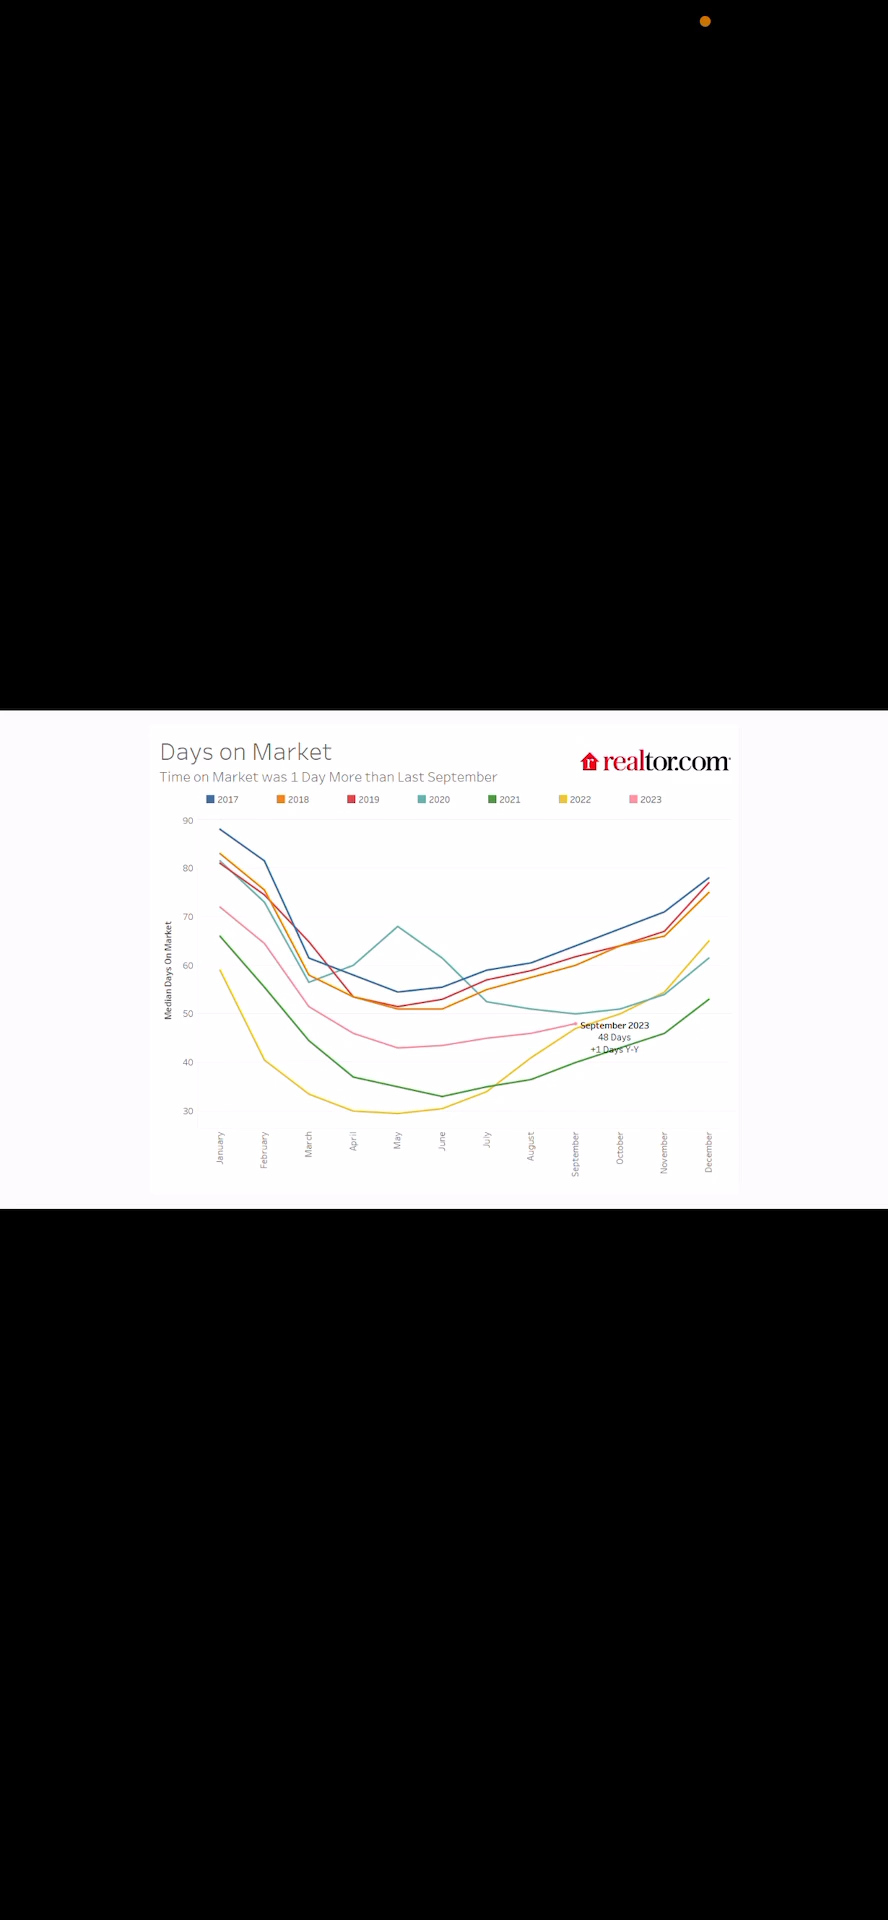 Days on Market
realtor.com
Time on Market was 1 Day More than Last September
2017 2018 2019 2020 2021 2022 2023
90
80
70
60
50
40
30
Median Days On Market
September 2023
48 Days
+1 Days Y-Y
January February March April May June July August September October November December